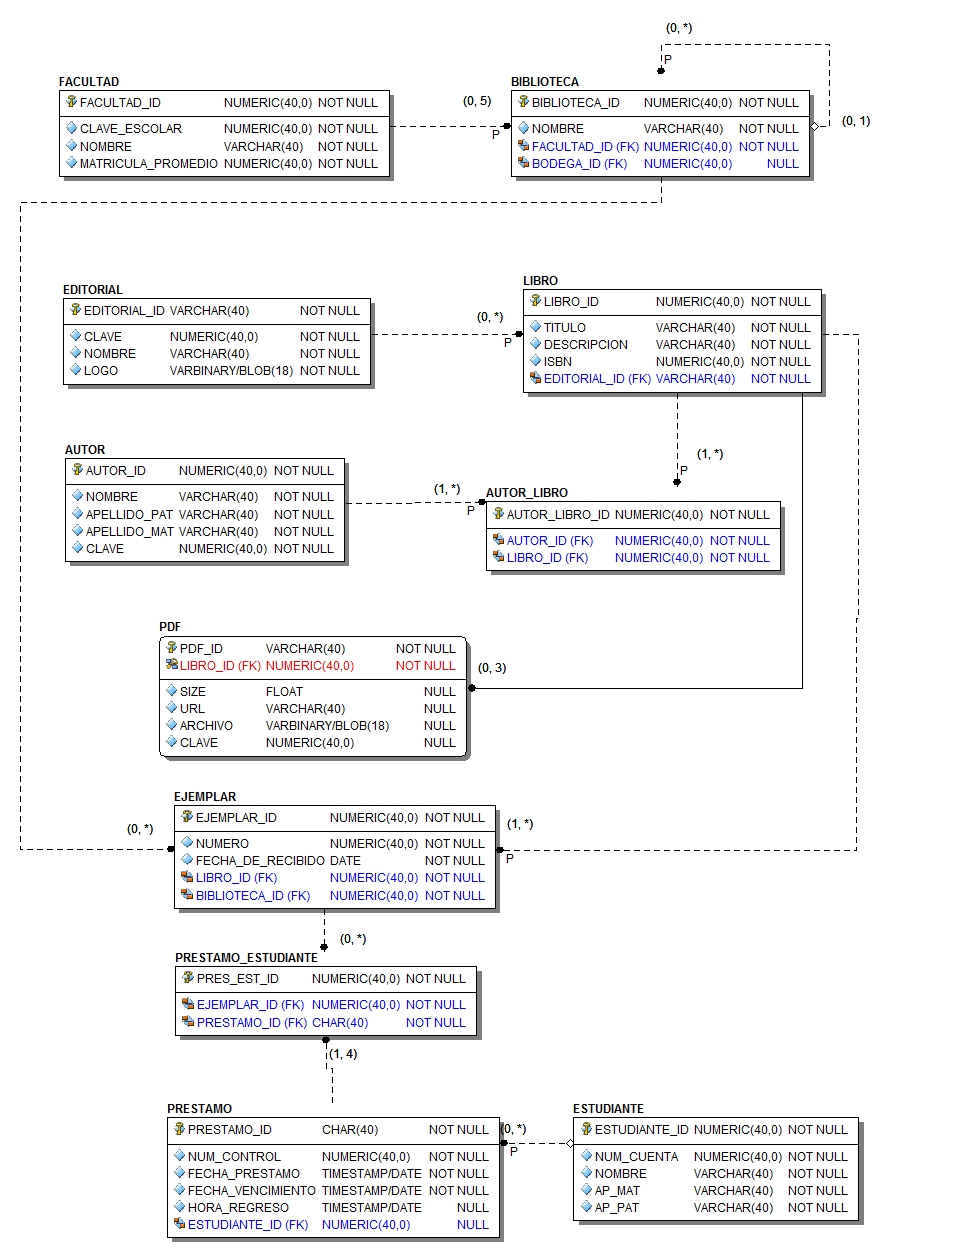 (0, *)
P
FACULTAD
FACULTAD_ID NUMERIC(40,0) NOT NULL
CLAVE_ESCOLAR NUMERIC(40,0) NOT NULL
NOMBRE VARCHAR(40) NOT NULL
MATRICULA_PROMEDIO NUMERIC(40,0) NOT NULL
(0, 5)
P
BIBLIOTECA
BIBLIOTECA_ID NUMERIC(40,0) NOT NULL
NOMBRE VARCHAR(40) NOT NULL
FACULTAD_ID (FK) NUMERIC(40,0) NOT NULL
BODEGA_ID (FK) NUMERIC(40,0) NULL
(0, 1)
EDITORIAL
EDITORIAL_ID VARCHAR(40) NOT NULL
CLAVE NUMERIC(40,0) NOT NULL
NOMBRE VARCHAR(40) NOT NULL
LOGO VARBINARY/BLOB(18) NOT NULL
(0, *)
P
LIBRO
LIBRO_ID NUMERIC(40,0) NOT NULL
TITULO VARCHAR(40) NOT NULL
DESCRIPCION VARCHAR(40) NOT NULL
ISBN NUMERIC(40,0) NOT NULL
EDITORIAL_ID (FK) VARCHAR(40) NOT NULL
(1, *)
P
AUTOR
AUTOR_ID NUMERIC(40,0) NOT NULL
NOMBRE VARCHAR(40) NOT NULL
APELLIDO_PAT VARCHAR(40) NOT NULL
APELLIDO_MAT VARCHAR(40) NOT NULL
CLAVE NUMERIC(40,0) NOT NULL
(1, *)
P
AUTOR_LIBRO
AUTOR_LIBRO_ID NUMERIC(40,0) NOT NULL
AUTOR_ID (FK) NUMERIC(40,0) NOT NULL
LIBRO_ID (FK) NUMERIC(40,0) NOT NULL
PDF
PDF_ID VARCHAR(40) NOT NULL
LIBRO_ID (FK) NUMERIC(40,0) NOT NULL
SIZE FLOAT NULL
URL VARCHAR(40) NULL
ARCHIVO VARBINARY/BLOB(18) NULL
CLAVE NUMERIC(40,0) NULL
(0, 3)
EJEMPLAR
(0, *)
EJEMPLAR_ID NUMERIC(40,0) NOT NULL
NUMERO NUMERIC(40,0) NOT NULL
FECHA_DE_RECIBIDO DATE NOT NULL
LIBRO_ID (FK) NUMERIC(40,0) NOT NULL
BIBLIOTECA_ID (FK) NUMERIC(40,0) NOT NULL
(1, *)
P
(0, *)
PRESTAMO_ESTUDIANTE
PRES_EST_ID NUMERIC(40,0) NOT NULL
EJEMPLAR_ID (FK) NUMERIC(40,0) NOT NULL
PRESTAMO_ID (FK) CHAR(40) NOT NULL
(1, 4)
PRESTAMO
PRESTAMO_ID CHAR(40) NOT NULL
NUM_CONTROL NUMERIC(40,0) NOT NULL
FECHA_PRESTAMO TIMESTAMP/DATE NOT NULL
FECHA_VENCIMIENTO TIMESTAMP/DATE NOT NULL
HORA_REGRESO TIMESTAMP/DATE NULL
ESTUDIANTE_ID (FK) NUMERIC(40,0) NULL
(0, *)
P
ESTUDIANTE
ESTUDIANTE_ID NUMERIC(40,0) NOT NULL
NUM_CUENTA NUMERIC(40,0) NOT NULL
NOMBRE VARCHAR(40) NOT NULL
AP_MAT VARCHAR(40) NOT NULL
AP_PAT VARCHAR(40) NOT NULL